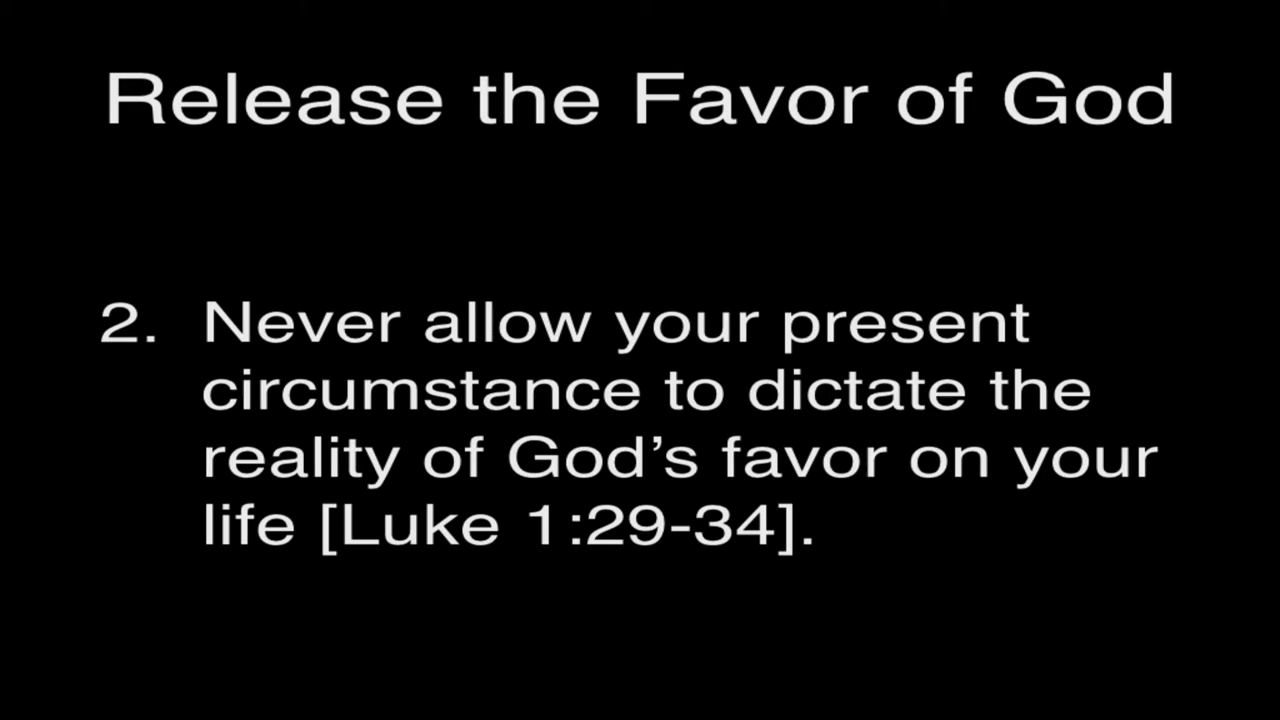 Release the Favor of God
2. Never allow your present
circumstance to dictate the
reality of God’s favor on your
life [Luke 1:29-34].